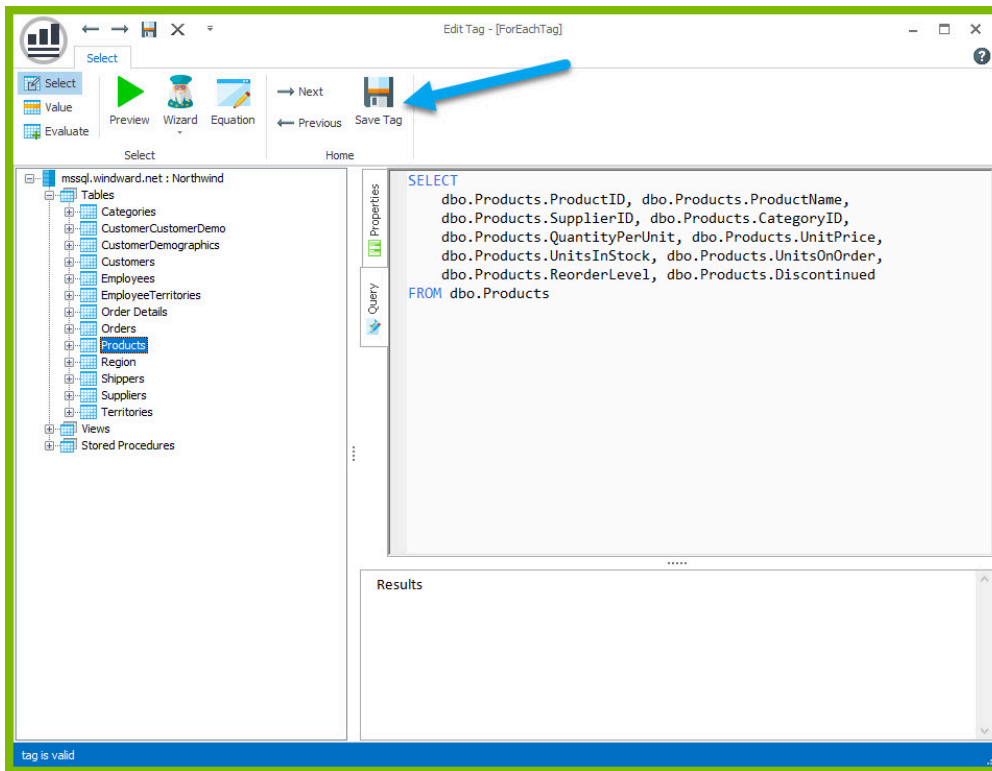 Edit Tag - [ForEachTag]
Select
Select
Value
Evaluate
Preview
Wizard
Equation
Next
Previous
Save Tag
Select
Home
mssql.windward.net : Northwind
Tables
Categories
CustomerCustomerDemo
CustomerDemographics
Customers
Employees
EmployeeTerritories
Order Details
Orders
Products
Region
Shippers
Suppliers
Territories
Views
Stored Procedures
Properties
Query
SELECT
dbo.Products.ProductID, dbo.Products.ProductName,
dbo.Products.SupplierID, dbo.Products.CategoryID,
dbo.Products.QuantityPerUnit, dbo.Products.UnitPrice,
dbo.Products.UnitsInStock, dbo.Products.UnitsOnOrder,
dbo.Products.ReorderLevel, dbo.Products.Discontinued
FROM dbo.Products
Results
tag is valid